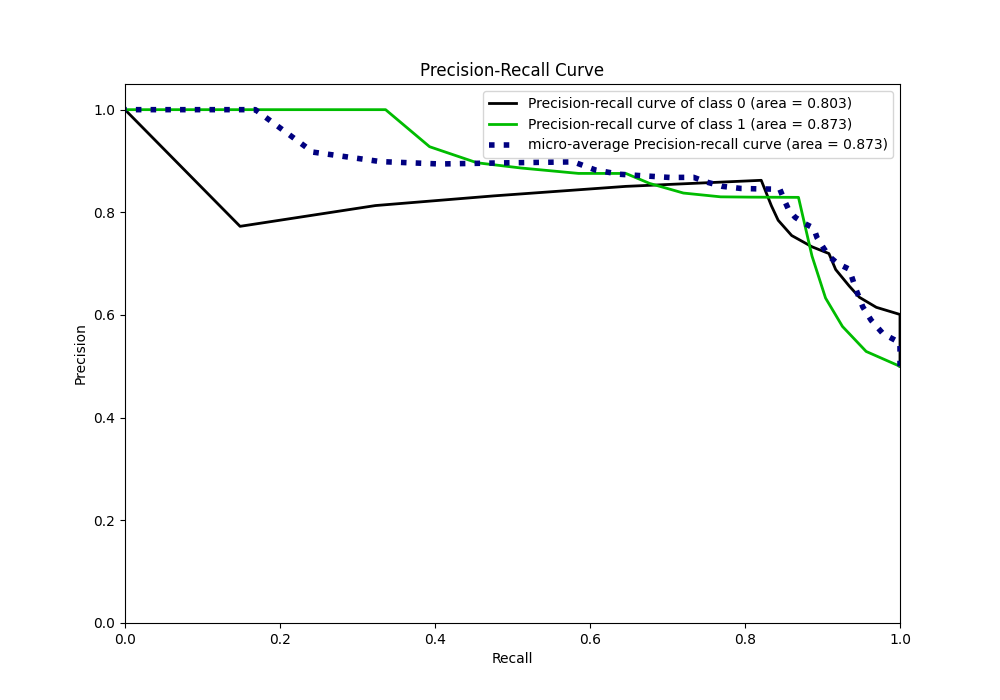 Precision-Recall Curve
Precision-recall curve of class 0 (area = 0.803)
Precision-recall curve of class 1 (area = 0.873)
micro-average Precision-recall curve (area = 0.873)
Precision
1.0
0.8
0.6
0.4
0.2
0.0
0.0 0.2 0.4 0.6 0.8 1.0
Recall